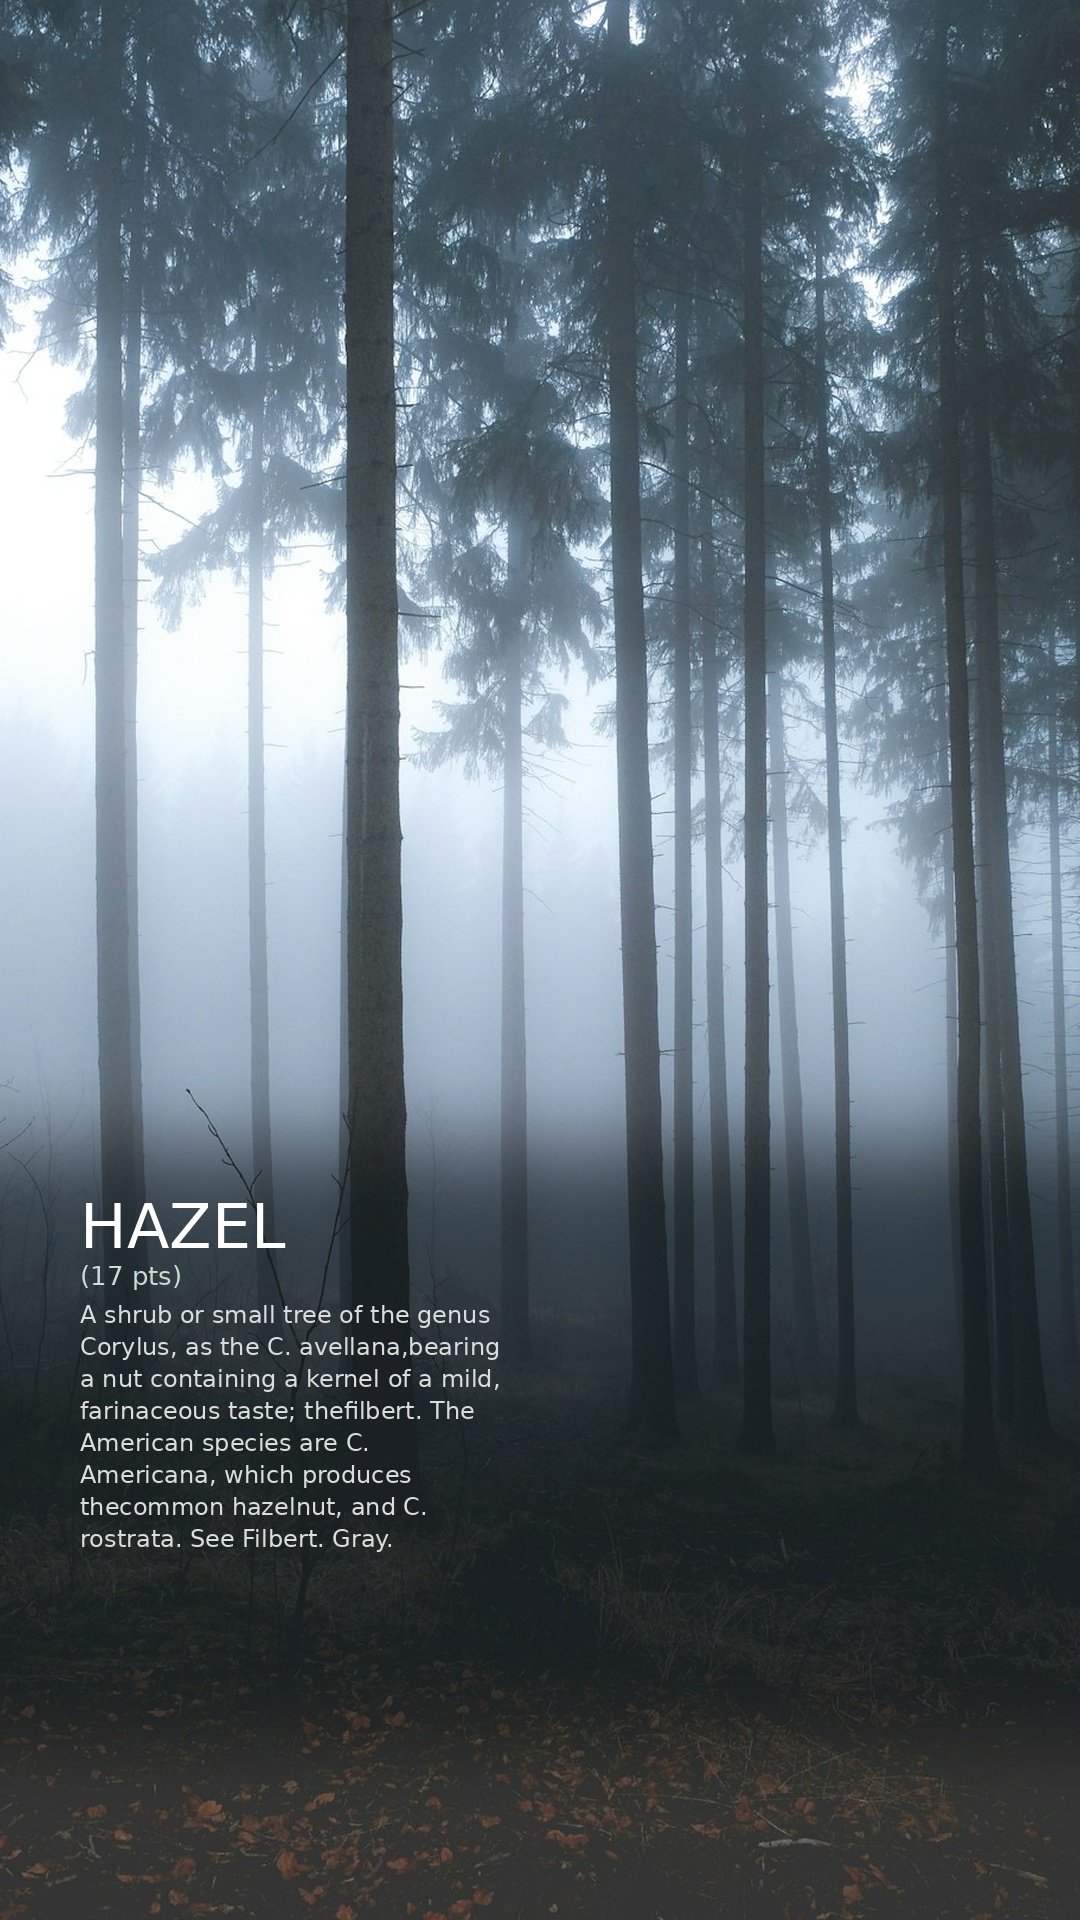 HAZEL
(17 pts)
A shrub or small tree of the genus
Corylus, as the C. avellana,bearing
a nut containing a kernel of a mild,
farinaceous taste; thefilbert. The
American species are C.
Americana, which produces
thecommon hazelnut, and C.
rostrata. See Filbert. Gray.